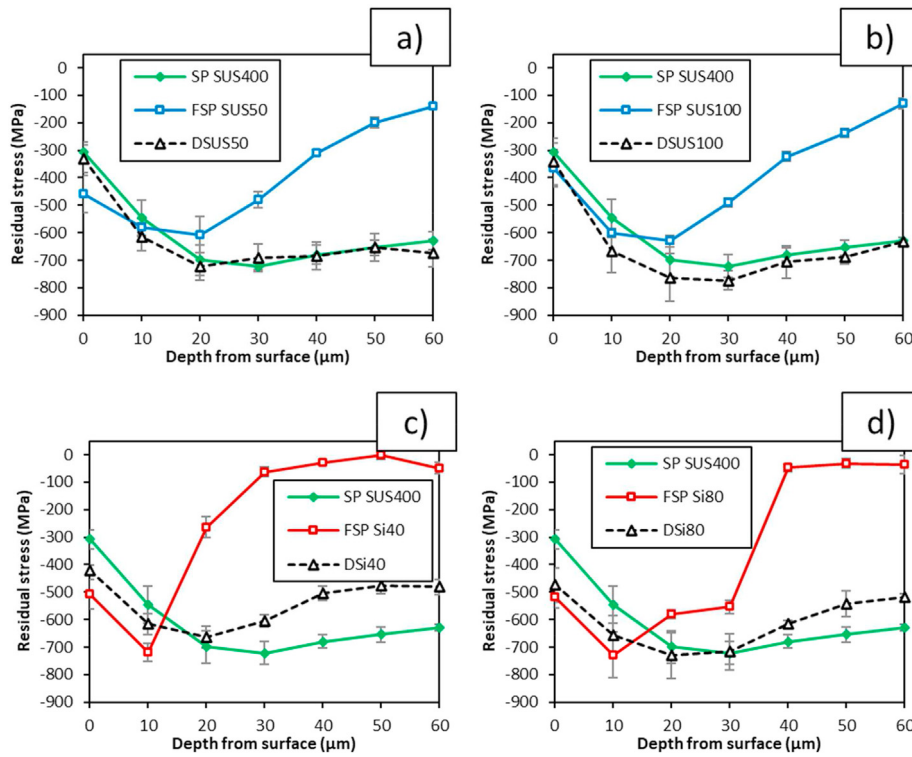 a)
SP SUS400
FSP SUS50
DSUS50
Residual stress (MPa)
0
-100
-200
-300
-400
-500
-600
-700
-800
-900
0 10 20 30 40 50 60
Depth from surface (µm)
b)
SP SUS400
FSP SUS100
DSUS100
Residual stress (MPa)
0
-100
-200
-300
-400
-500
-600
-700
-800
-900
0 10 20 30 40 50 60
Depth from surface (µm)
c)
SP SUS400
FSP Si40
DSi40
Residual stress (MPa)
0
-100
-200
-300
-400
-500
-600
-700
-800
-900
0 10 20 30 40 50 60
Depth from surface (µm)
d)
SP SUS400
FSP Si80
DSi80
Residual stress (MPa)
0
-100
-200
-300
-400
-500
-600
-700
-800
-900
0 10 20 30 40 50 60
Depth from surface (µm)